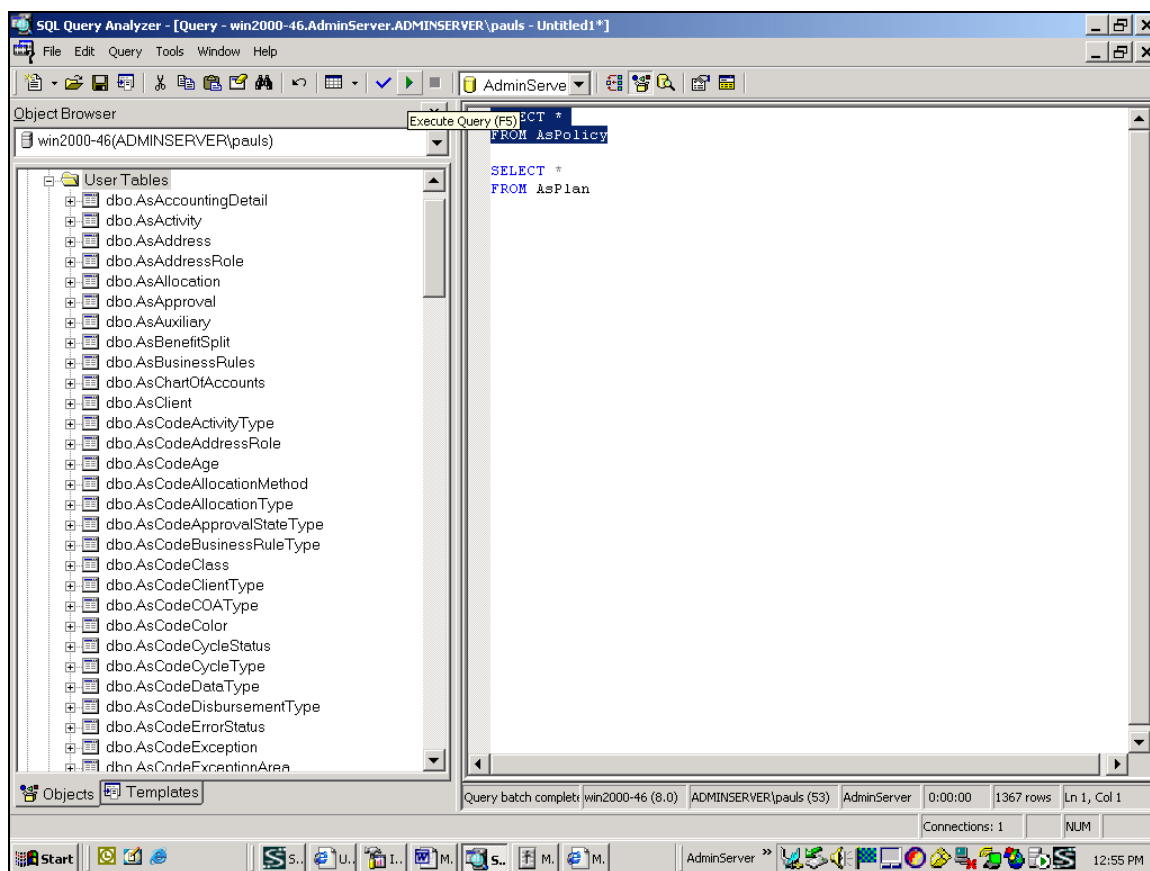 SQL Query Analyzer - [Query - win2000-46.AdminServer.ADMINSERVER\pauls - Untitled1*]
File Edit Query Tools Window Help
AdminServe
Object Browser
Execute Query (F5)
win2000-46(ADMINSERVER\pauls)
CT *
FROM AsPolicy
SELECT *
FROM AsPlan
User Tables
dbo.AsAccountingDetail
dbo.AsActivity
dbo.AsAddress
dbo.AsAddressRole
dbo.AsAllocation
dbo.AsApproval
dbo.AsAuxiliary
dbo.AsBenefitSplit
dbo.AsBusinessRules
dbo.AsChartOfAccounts
dbo.AsClient
dbo.AsCodeActivityType
dbo.AsCodeAddressRole
dbo.AsCodeAge
dbo.AsCodeAllocationMethod
dbo.AsCodeAllocationType
dbo.AsCodeApprovalStateType
dbo.AsCodeBusinessRuleType
dbo.AsCodeClass
dbo.AsCodeClientType
dbo.AsCodeCOAType
dbo.AsCodeColor
dbo.AsCodeCycleStatus
dbo.AsCodeCycleType
dbo.AsCodeDataType
dbo.AsCodeDisbursementType
dbo.AsCodeErrorStatus
dbo.AsCodeException
dbo.AsCodeExceptionArea
Objects Templates
Query batch complete win2000-46 (8.0) ADMINSERVER\pauls (53) AdminServer 0:00:00 1367 rows Ln 1, Col 1
Connections: 1 NUM
Start S.. U.. I.. M. S.. M. M. AdminServer » 12:55 PM